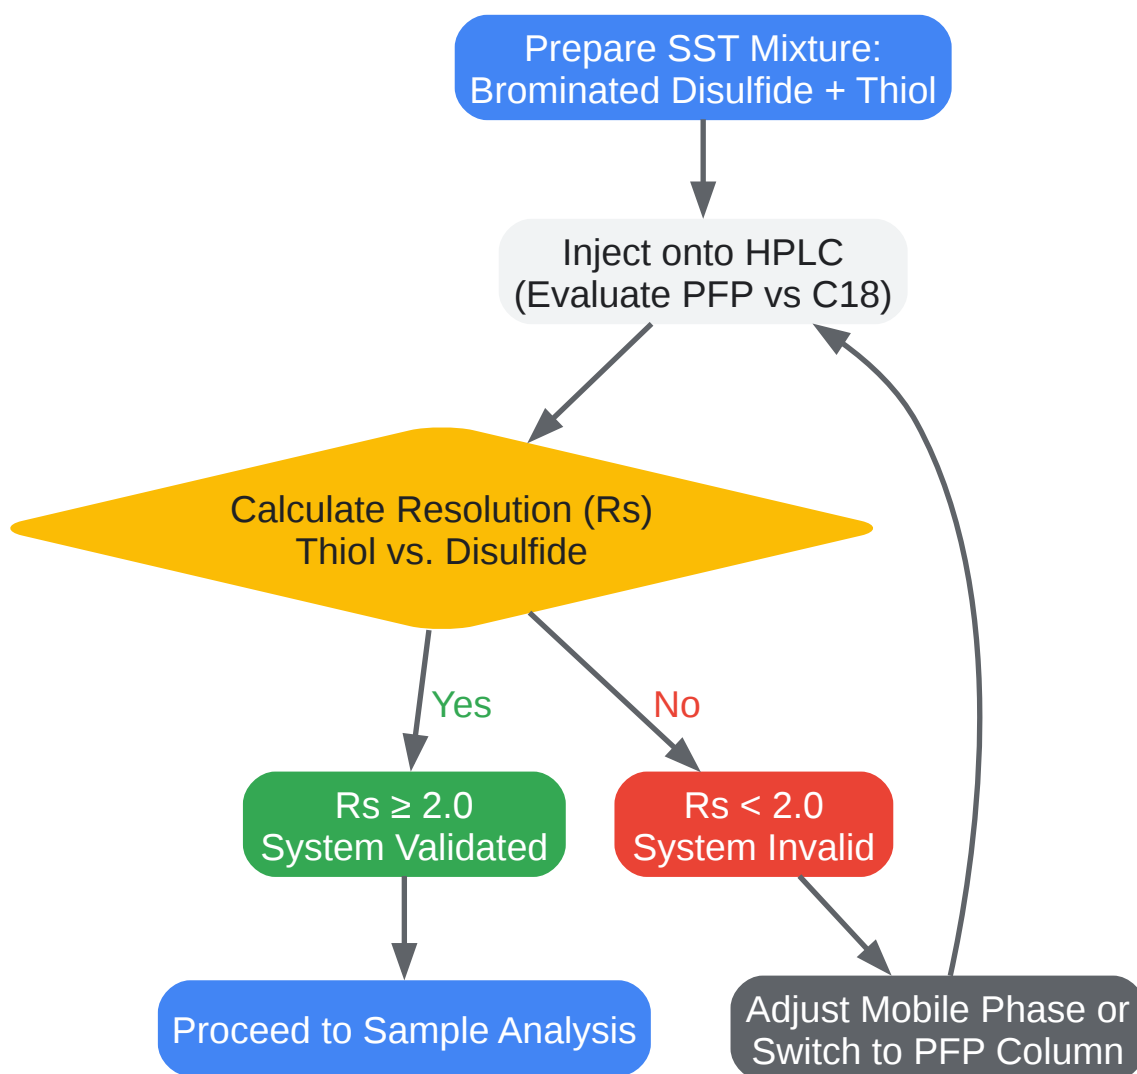 Prepare SST Mixture:
Brominated Disulfide + Thiol
Inject onto HPLC
(Evaluate PFP vs C18)
Calculate Resolution (Rs)
Thiol vs. Disulfide
Yes
No
Rs ≥ 2.0
System Validated
Rs < 2.0
System Invalid
Proceed to Sample Analysis
Adjust Mobile Phase or
Switch to PFP Column